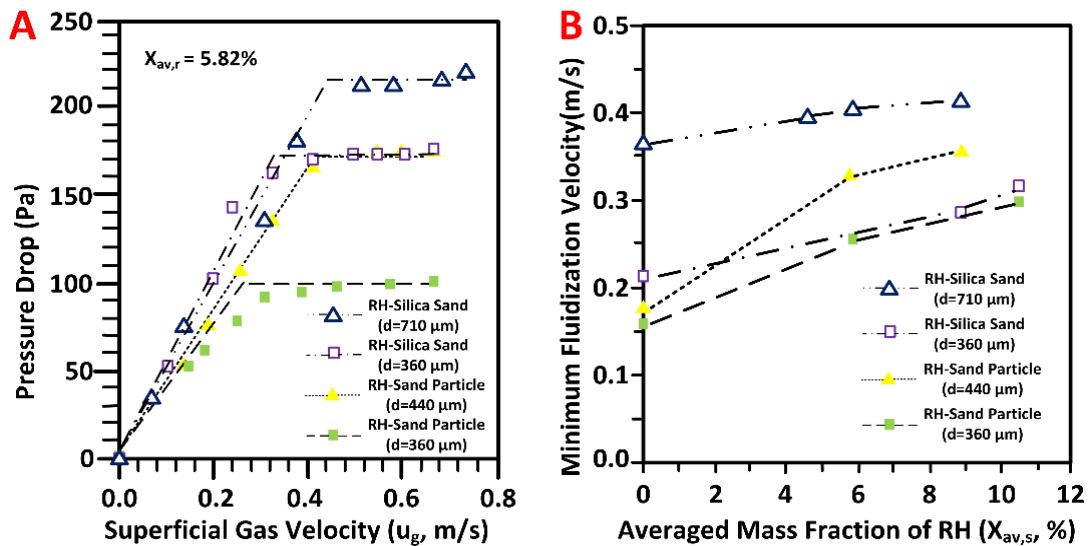 A
X_av,r = 5.82%
Pressure Drop (Pa)
250
200
150
100
50
0
0.0
0.2
0.4
0.6
0.8
Superficial Gas Velocity (u_g, m/s)
RH-Silica Sand
(d=710 µm)
RH-Silica Sand
(d=360 µm)
RH-Sand Particle
(d=440 µm)
RH-Sand Particle
(d=360 µm)
B
Minimum Fluidization Velocity(m/s)
0.5
0.4
0.3
0.2
0.1
0.0
0
2
4
6
8
10
12
Averaged Mass Fraction of RH (X_av,s, %)
RH-Silica Sand
(d=710 µm)
RH-Silica Sand
(d=360 µm)
RH-Sand Particle
(d=440 µm)
RH-Sand Particle
(d=360 µm)